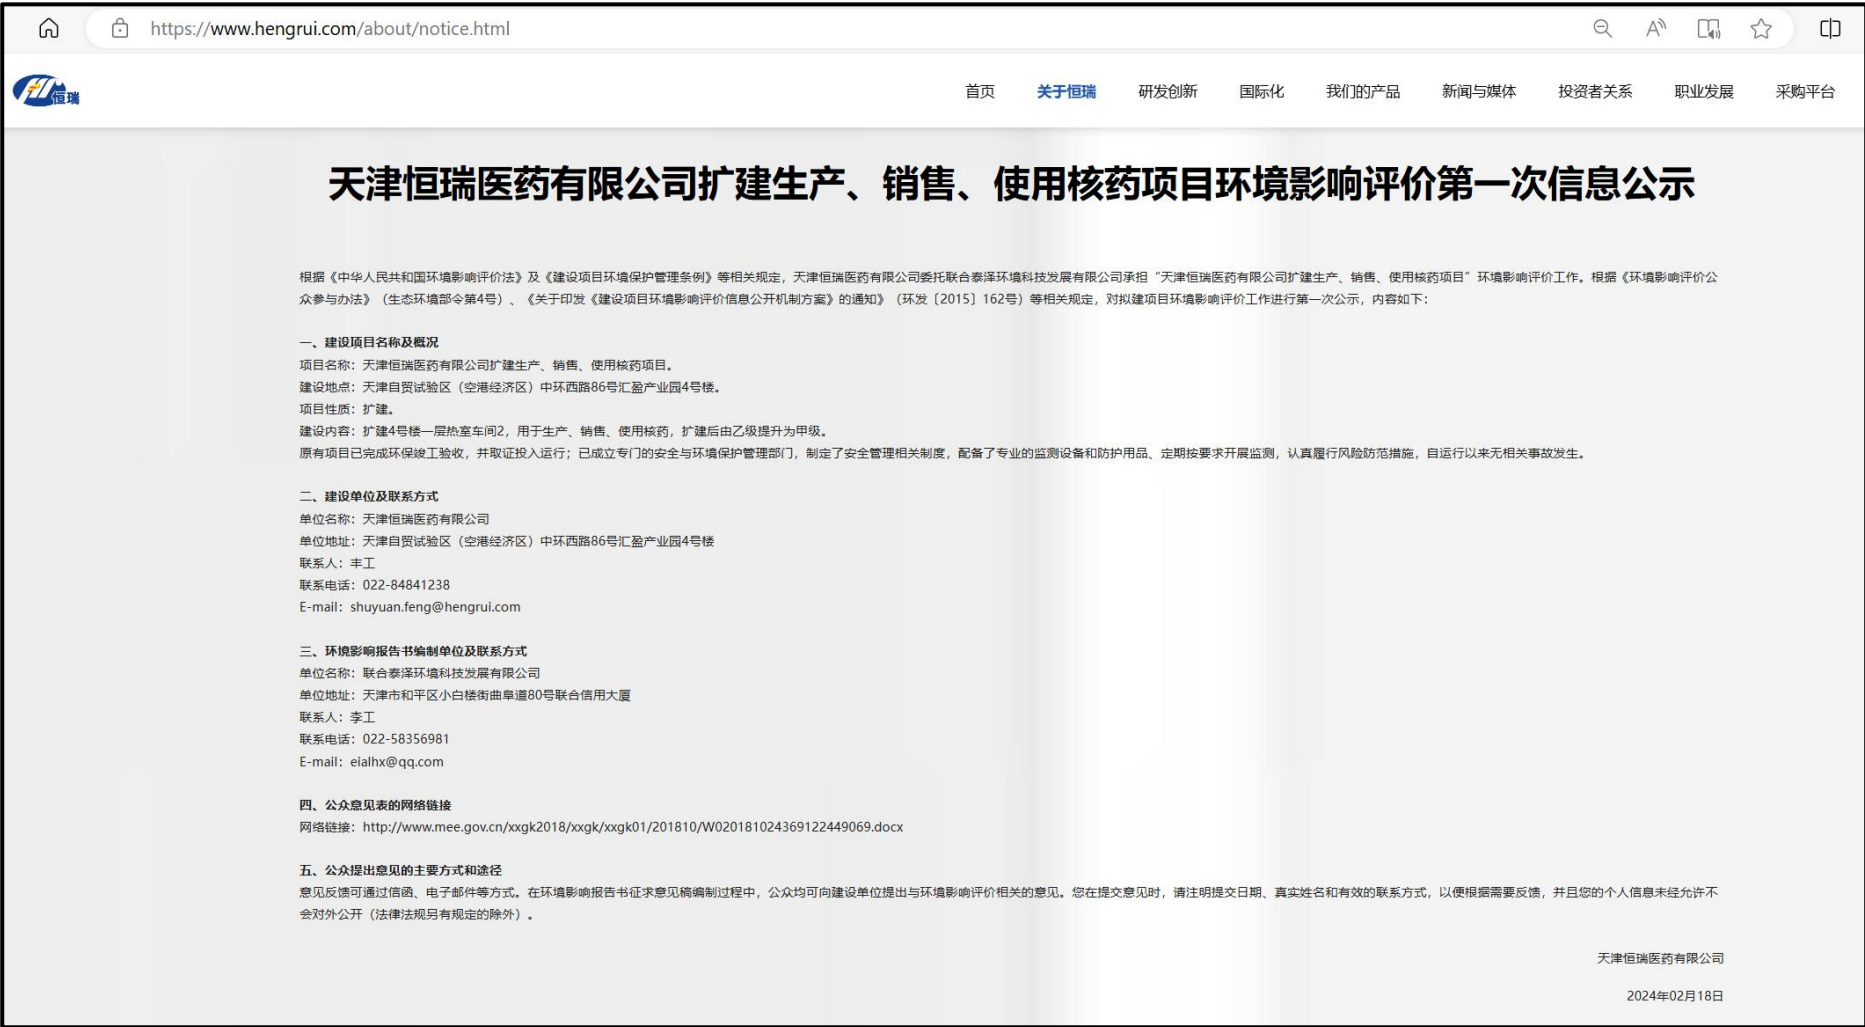 https://www.hengrui.com/about/notice.html
恒瑞
首页 关于恒瑞 研发创新 国际化 我们的产品 新闻与媒体 投资者关系 职业发展 采购平台
天津恒瑞医药有限公司扩建生产、销售、使用核药项目环境影响评价第一次信息公示
根据《中华人民共和国环境影响评价法》及《建设项目环境保护管理条例》等相关规定，天津恒瑞医药有限公司委托联合泰泽环境科技发展有限公司承担“天津恒瑞医药有限公司扩建生产、销售、使用核药项目”环境影响评价工作。根据《环境影响评价公
众参与办法》（生态环境部令第4号）、《关于印发《建设项目环境影响评价信息公开机制方案》的通知》（环发〔2015〕162号）等相关规定，对拟建项目环境影响评价工作进行第一次公示，内容如下：
一、建设项目名称及概况
项目名称：天津恒瑞医药有限公司扩建生产、销售、使用核药项目。
建设地点：天津自贸试验区（空港经济区）中环西路86号汇盈产业园4号楼。
项目性质：扩建。
建设内容：扩建4号楼一层热室车间2，用于生产、销售、使用核药，扩建后由乙级提升为甲级。
原有项目已完成环保竣工验收，并取证投入运行；已成立专门的安全与环境保护管理部门，制定了安全管理相关制度，配备了专业的监测设备和防护用品、定期按要求开展监测，认真履行风险防范措施，自运行以来无相关事故发生。
二、建设单位及联系方式
单位名称：天津恒瑞医药有限公司
单位地址：天津自贸试验区（空港经济区）中环西路86号汇盈产业园4号楼
联系人：丰工
联系电话：022-84841238
E-mail：shuyuan.feng@hengrui.com
三、环境影响报告书编制单位及联系方式
单位名称：联合泰泽环境科技发展有限公司
单位地址：天津市和平区小白楼街曲阜道80号联合信用大厦
联系人：李工
联系电话：022-58356981
E-mail：eialhx@qq.com
四、公众意见表的网络链接
网络链接：http://www.mee.gov.cn/xxgk2018/xxgk/xxgk01/201810/W020181024369122449069.docx
五、公众提出意见的主要方式和途径
意见反馈可通过信函、电子邮件等方式。在环境影响报告书征求意见稿编制过程中，公众均可向建设单位提出与环境影响评价相关的意见。您在提交意见时，请注明提交日期、真实姓名和有效的联系方式，以便根据需要反馈，并且您的个人信息未经允许不
会对外公开（法律法规另有规定的除外）。
天津恒瑞医药有限公司
2024年02月18日